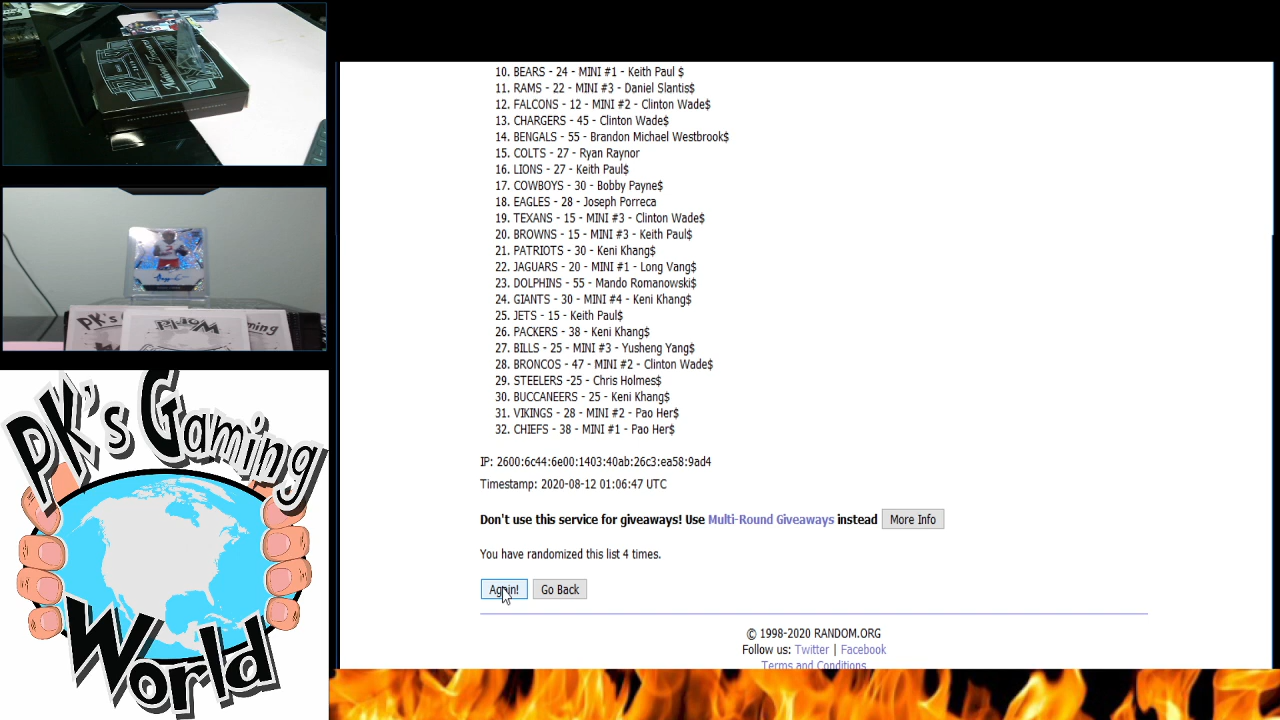 10. BEARS - 24 - MINI #1 - Keith Paul $
11. RAMS - 22 - MINI #3 - Daniel Slantis$
12. FALCONS - 12 - MINI #2 - Clinton Wade$
13. CHARGERS - 45 - Clinton Wade$
14. BENGALS - 55 - Brandon Michael Westbrook$
15. COLTS - 27 - Ryan Raynor
16. LIONS - 27 - Keith Paul$
17. COWBOYS - 30 - Bobby Payne$
18. EAGLES - 28 - Joseph Porreca
19. TEXANS - 15 - MINI #3 - Clinton Wade$
20. BROWNS - 15 - MINI #3 - Keith Paul$
21. PATRIOTS - 30 - Keni Khang$
22. JAGUARS - 20 - MINI #1 - Long Vang$
23. DOLPHINS - 55 - Mando Romanowski$
24. GIANTS - 30 - MINI #4 - Keni Khang$
25. JETS - 15 - Keith Paul$
26. PACKERS - 38 - Keni Khang$
27. BILLS - 25 - MINI #3 - Yusheng Yang$
28. BRONCOS - 47 - MINI #2 - Clinton Wade$
29. STEELERS -25 - Chris Holmes$
30. BUCCANEERS - 25 - Keni Khang$
31. VIKINGS - 28 - MINI #2 - Pao Her$
32. CHIEFS - 38 - MINI #1 - Pao Her$
IP: 2600:6c44:6e00:1403:40ab:26c3:ea58:9ad4
Timestamp: 2020-08-12 01:06:47 UTC
Don't use this service for giveaways! Use Multi-Round Giveaways instead More Info
You have randomized this list 4 times.
Again! Go Back
© 1998-2020 RANDOM.ORG
Follow us: Twitter | Facebook
Terms and Conditions
PK's Gaming
World